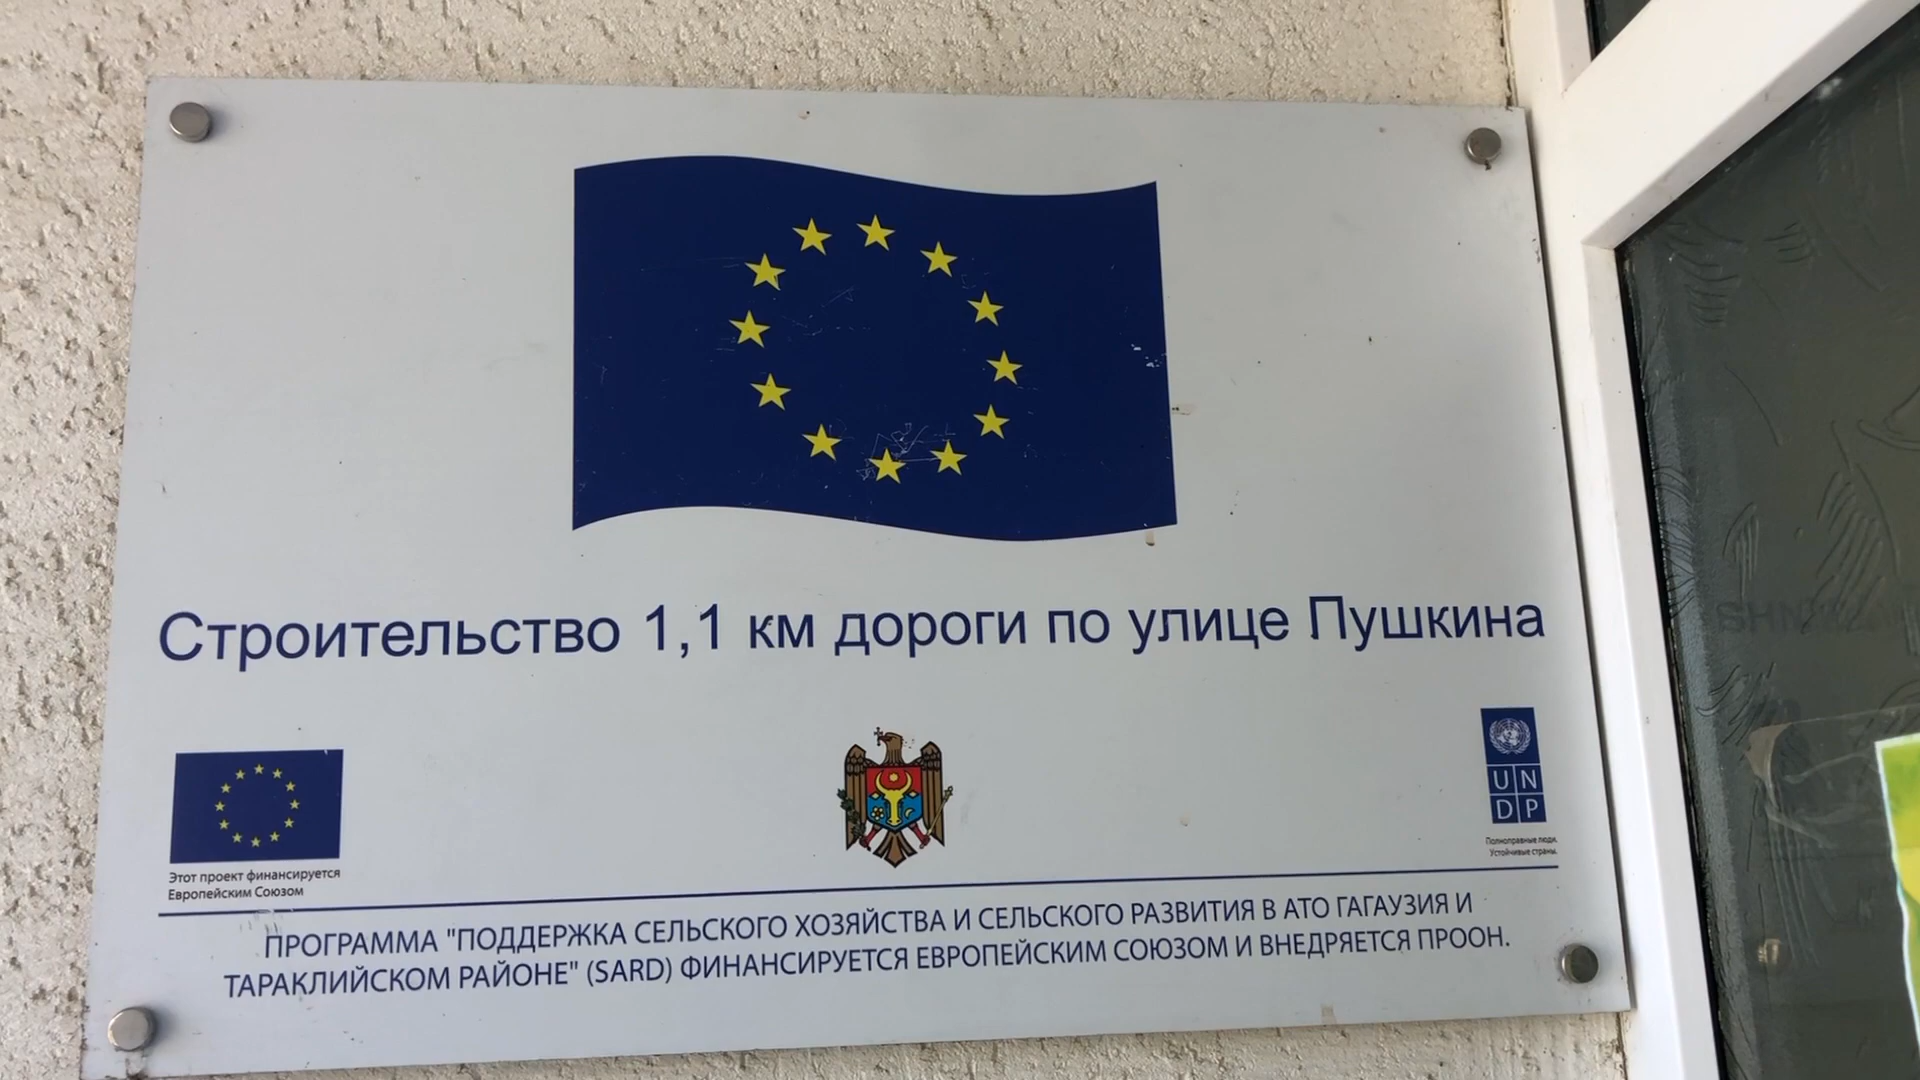 Строительство 1,1 км дороги по улице Пушкина
Этот проект финансируется
Европейским Союзом
UN
DP
Полноправные люди.
Устойчивые страны.
ПРОГРАММА "ПОДДЕРЖКА СЕЛЬСКОГО ХОЗЯЙСТВА И СЕЛЬСКОГО РАЗВИТИЯ В АТО ГАГАУЗИЯ И
ТАРАКЛИЙСКОМ РАЙОНЕ" (SARD) ФИНАНСИРУЕТСЯ ЕВРОПЕЙСКИМ СОЮЗОМ И ВНЕДРЯЕТСЯ ПРООН.